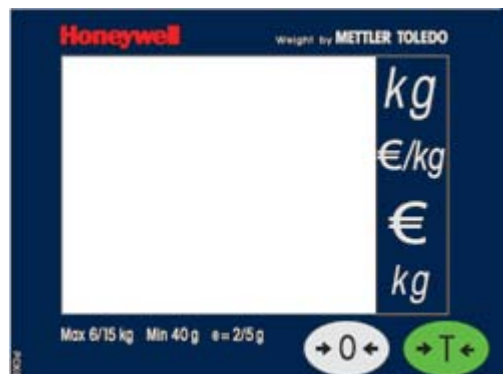 Honeywell Weight by METTLER TOLEDO
kg
€/kg
€
kg
Max 6/15 kg Min 40 g e= 2/5 g
→0← →T←